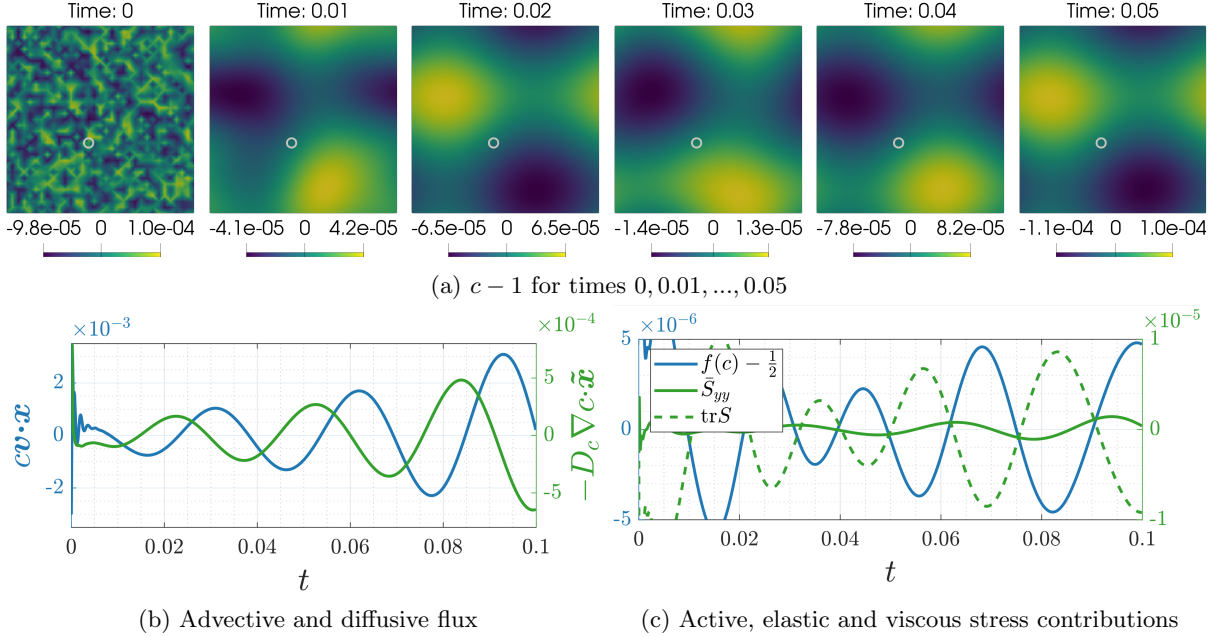 Time: 0 Time: 0.01 Time: 0.02 Time: 0.03 Time: 0.04 Time: 0.05
-9.8e-05 0 1.0e-04 -4.1e-05 0 4.2e-05 -6.5e-05 0 6.5e-05 -1.4e-05 0 1.3e-05 -7.8e-05 0 8.2e-05 -1.1e-04 0 1.0e-04
(a) c − 1 for times 0, 0.01, ..., 0.05
×10⁻³ ×10⁻⁴
cv·x
2
0
-2
5
0
-5
−D_c∇c·x̃
0 0.02 0.04 0.06 0.08 0.1
t
(b) Advective and diffusive flux
×10⁻⁶ ×10⁻⁵
5
0
-5
f(c) − ½
S̄_yy
trS
1
0
-1
0 0.02 0.04 0.06 0.08 0.1
t
(c) Active, elastic and viscous stress contributions